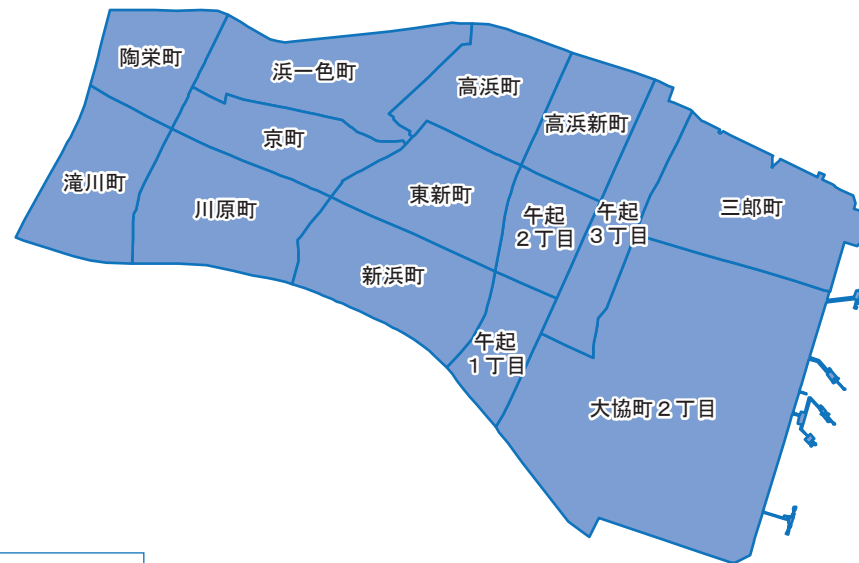 陶栄町
浜一色町
高浜町
高浜新町
京町
滝川町
川原町
東新町
午起
２丁目
午起
３丁目
三郎町
新浜町
午起
１丁目
大協町２丁目